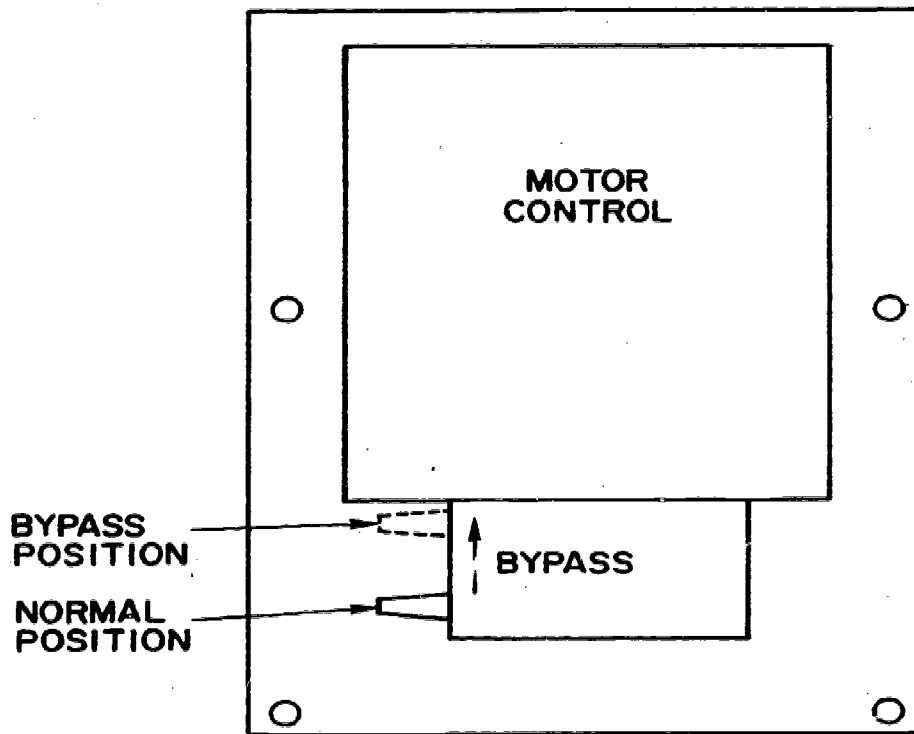 MOTOR
CONTROL
BYPASS
POSITION
BYPASS
NORMAL
POSITION